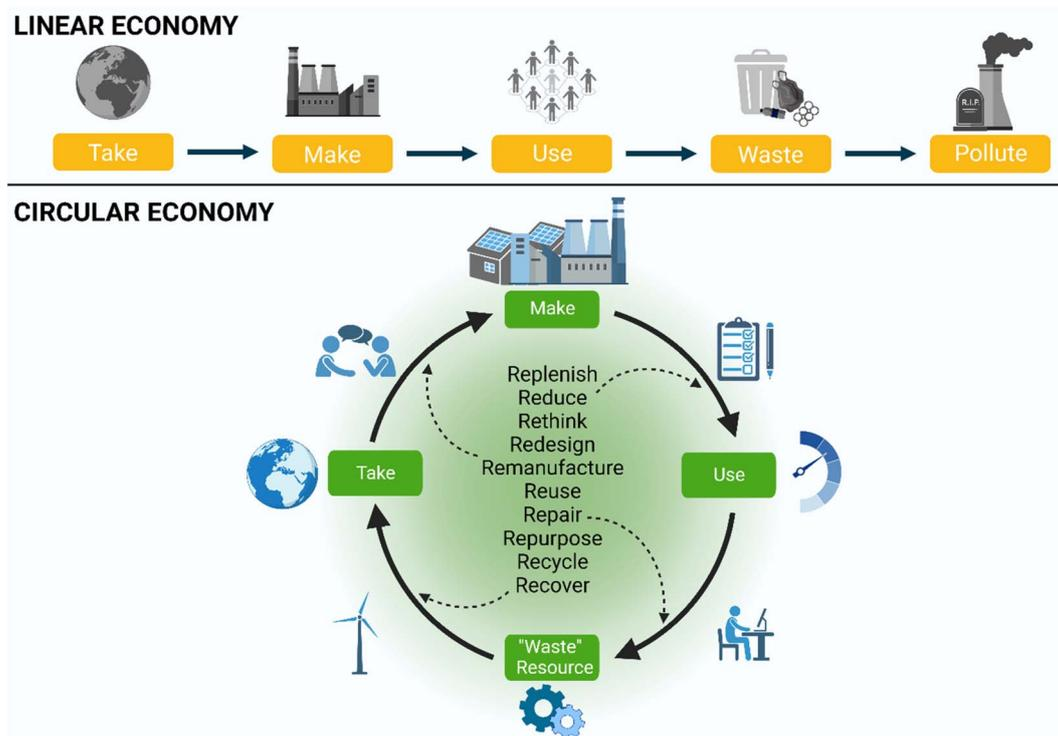 LINEAR ECONOMY
R.I.P.
Take
Make
Use
Waste
Pollute
CIRCULAR ECONOMY
Make
Replenish
Reduce
Rethink
Redesign
Remanufacture
Reuse
Repair
Repurpose
Recycle
Recover
Take
Use
"Waste"
Resource